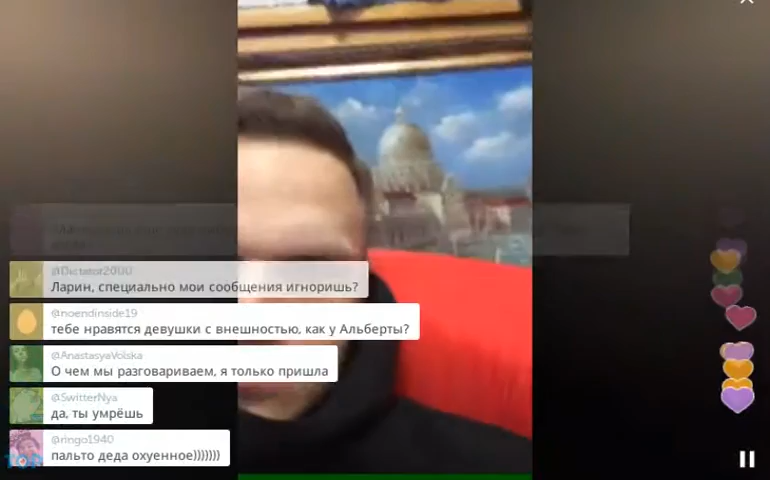 @Dictator2000
Ларин, специально мои сообщения игноришь?
@noendinside19
тебе нравятся девушки с внешностью, как у Альберты?
@AnastasyaVolska
О чем мы разговариваем, я только пришла
@SwitterNya
да, ты умрёшь
@ringo1940
пальто деда охуенное)))))))
TOP